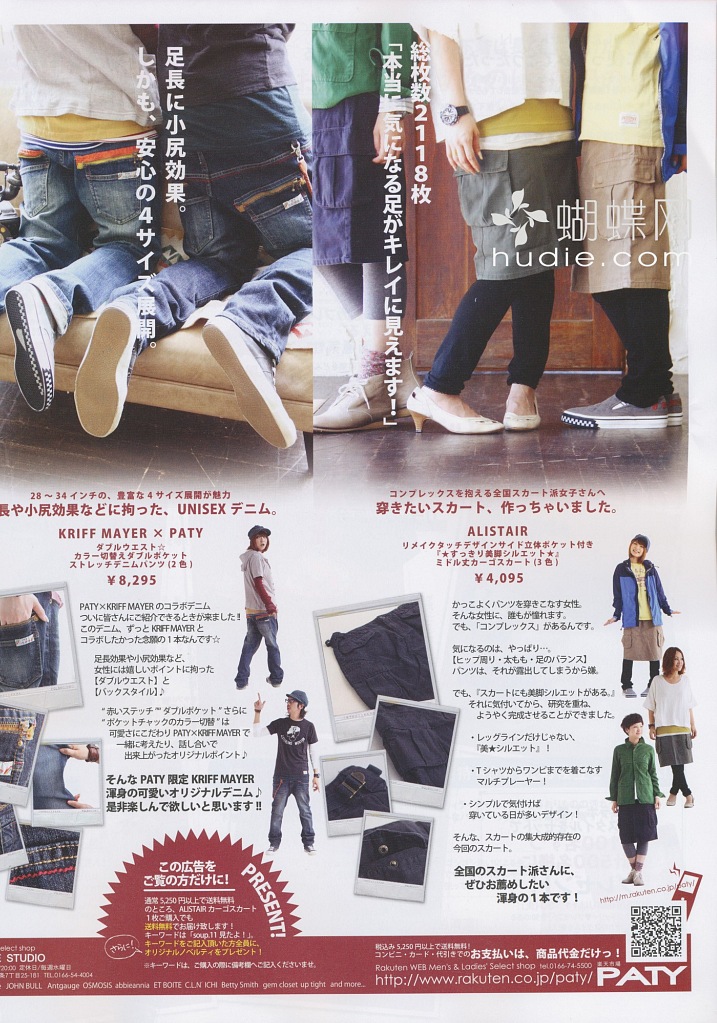 足長に小尻効果。
しかも、安心の4サイズ展開。
総枚数2118枚
「本当に気になる足がキレイに見えます!」
蝴蝶网
hudie.com
28〜34インチの、豊富な4サイズ展開が魅力
長や小尻効果などに拘った、UNISEXデニム。
KRIFF MAYER × PATY
ダブルウエスト☆
カラー切替えダブルポケット
ストレッチデニムパンツ(2色)
¥8,295
PATY×KRIFF MAYERのコラボデニム
ついに皆さんにご紹介できるときが来ました!!
このデニム、ずっとKRIFF MAYERと
コラボしたかった念願の1本なんです☆
足長効果や小尻効果など、
女性には嬉しいポイントに拘った
【ダブルウエスト】と
【バックスタイル】♪
"赤いステッチ""ダブルポケット"さらに
"ポケットチャックのカラー切替"は
可愛さにこだわりPATY×KRIFF MAYERで
一緒に考えたり、話し合いで
出来上がったオリジナルポイント♪
そんなPATY限定KRIFF MAYER
渾身の可愛いオリジナルデニム♪
是非楽しんで欲しいと思います!!
コンプレックスを抱える全国スカート派女子さんへ
穿きたいスカート、作っちゃいました。
ALISTAIR
リメイクタッチデザインサイド立体ポケット付き
『★すっきり美脚シルエット★』
ミドル丈カーゴスカート(3色)
¥4,095
かっこよくパンツを穿きこなす女性。
そんな女性に、誰もが憧れます。
でも、「コンプレックス」があるんです。
気になるのは、やっぱり…。
【ヒップ周り・太もも・足のバランス】
パンツは、それが露出してしまうから嫌。
でも、『スカートにも美脚シルエットがある。』
それに気付いてから、研究を重ね、
ようやく完成させることができました。
・レッグラインだけじゃない、
『美★シルエット』!
・Tシャツからワンピまでを着こなす
マルチプレーヤー!
・シンプルで気付けば
穿いている日が多いデザイン!
そんな、スカートの集大成的存在の
今回のスカート。
全国のスカート派さんに、
ぜひお薦めしたい
渾身の1本です!
この広告を
ご覧の方だけに!
PRESENT!
通常5,250円以上で送料無料
のところ、ALISTAIRカーゴスカート
1枚ご購入でも
送料無料でお届け致します!
キーワードは「soup.11見たよ!」
さらに
キーワードをご記入頂いた方全員に、
オリジナルノベルティをプレゼント!
※キーワードは、ご購入の際に備考欄へご記入くださいませ。
elect shop
E STUDIO
20:00 定休日/毎週水曜日
条7丁目25-181 TEL.0166-54-4004
JOHN BULL Antgauge OSMOSIS abbieannia ET BOITE C.L.N ICHI Betty Smith gem closet up tight and more..
http://m.rakuten.co.jp/paty/
税込み5,250円以上で送料無料!
コンビニ・カード・代引きでのお支払いは、商品代金だけっ!
Rakuten WEB Men's & Ladies' Select shop tel.0166-74-5500
http://www.rakuten.co.jp/paty/
楽天市場
PATY